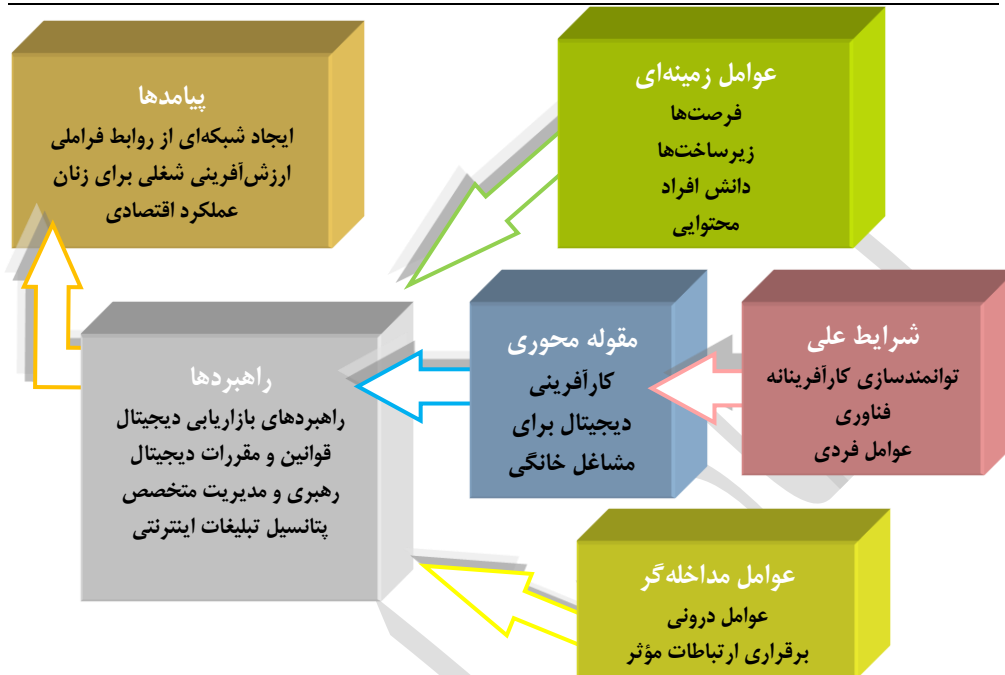 عوامل زمینه‌ای
فرصت‌ها
زیرساخت‌ها
دانش افراد
محتوایی
پیامدها
ایجاد شبکه‌ای از روابط فراملی
ارزش‌آفرینی شغلی برای زنان
عملکرد اقتصادی
شرایط علی
توانمندسازی کارآفرینانه
فناوری
عوامل فردی
مقوله محوری
کارآفرینی
دیجیتال برای
مشاغل خانگی
راهبردها
راهبردهای بازاریابی دیجیتال
قوانین و مقررات دیجیتال
رهبری و مدیریت متخصص
پتانسیل تبلیغات اینترنتی
عوامل مداخله‌گر
عوامل درونی
برقراری ارتباطات مؤثر